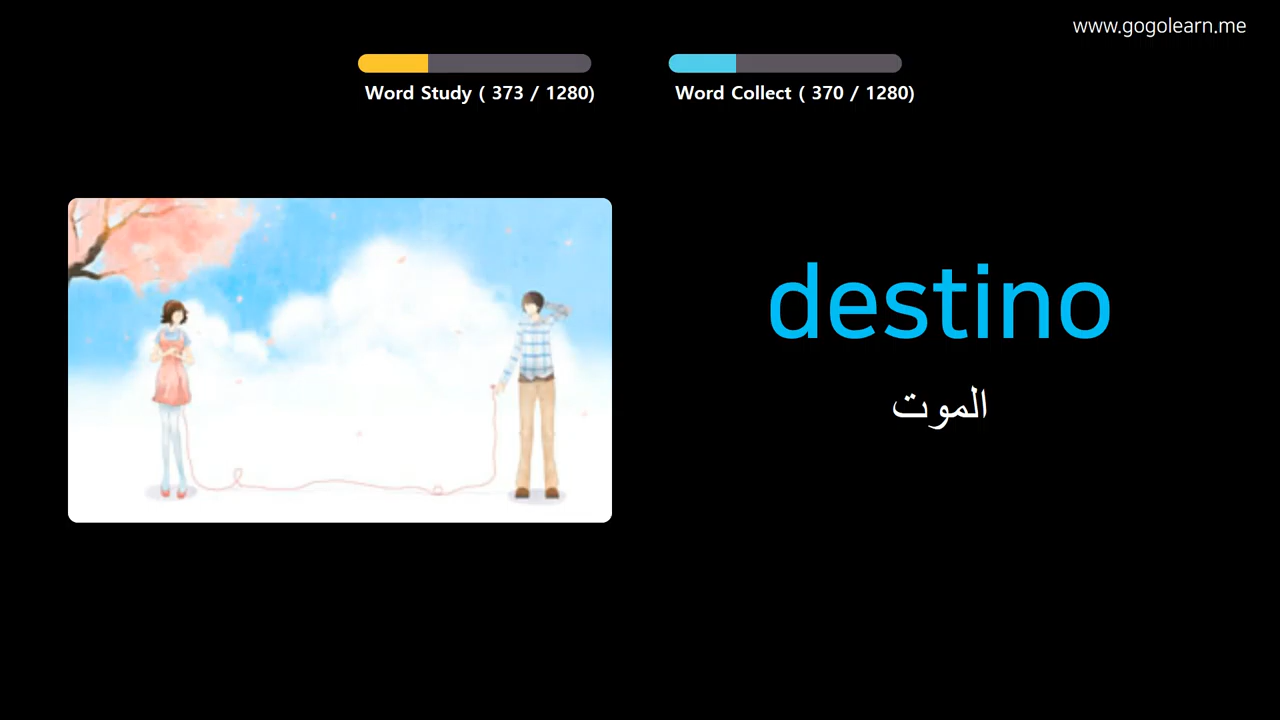 www.gogolearn.me
Word Study ( 373 / 1280)
Word Collect ( 370 / 1280)
destino
الموت